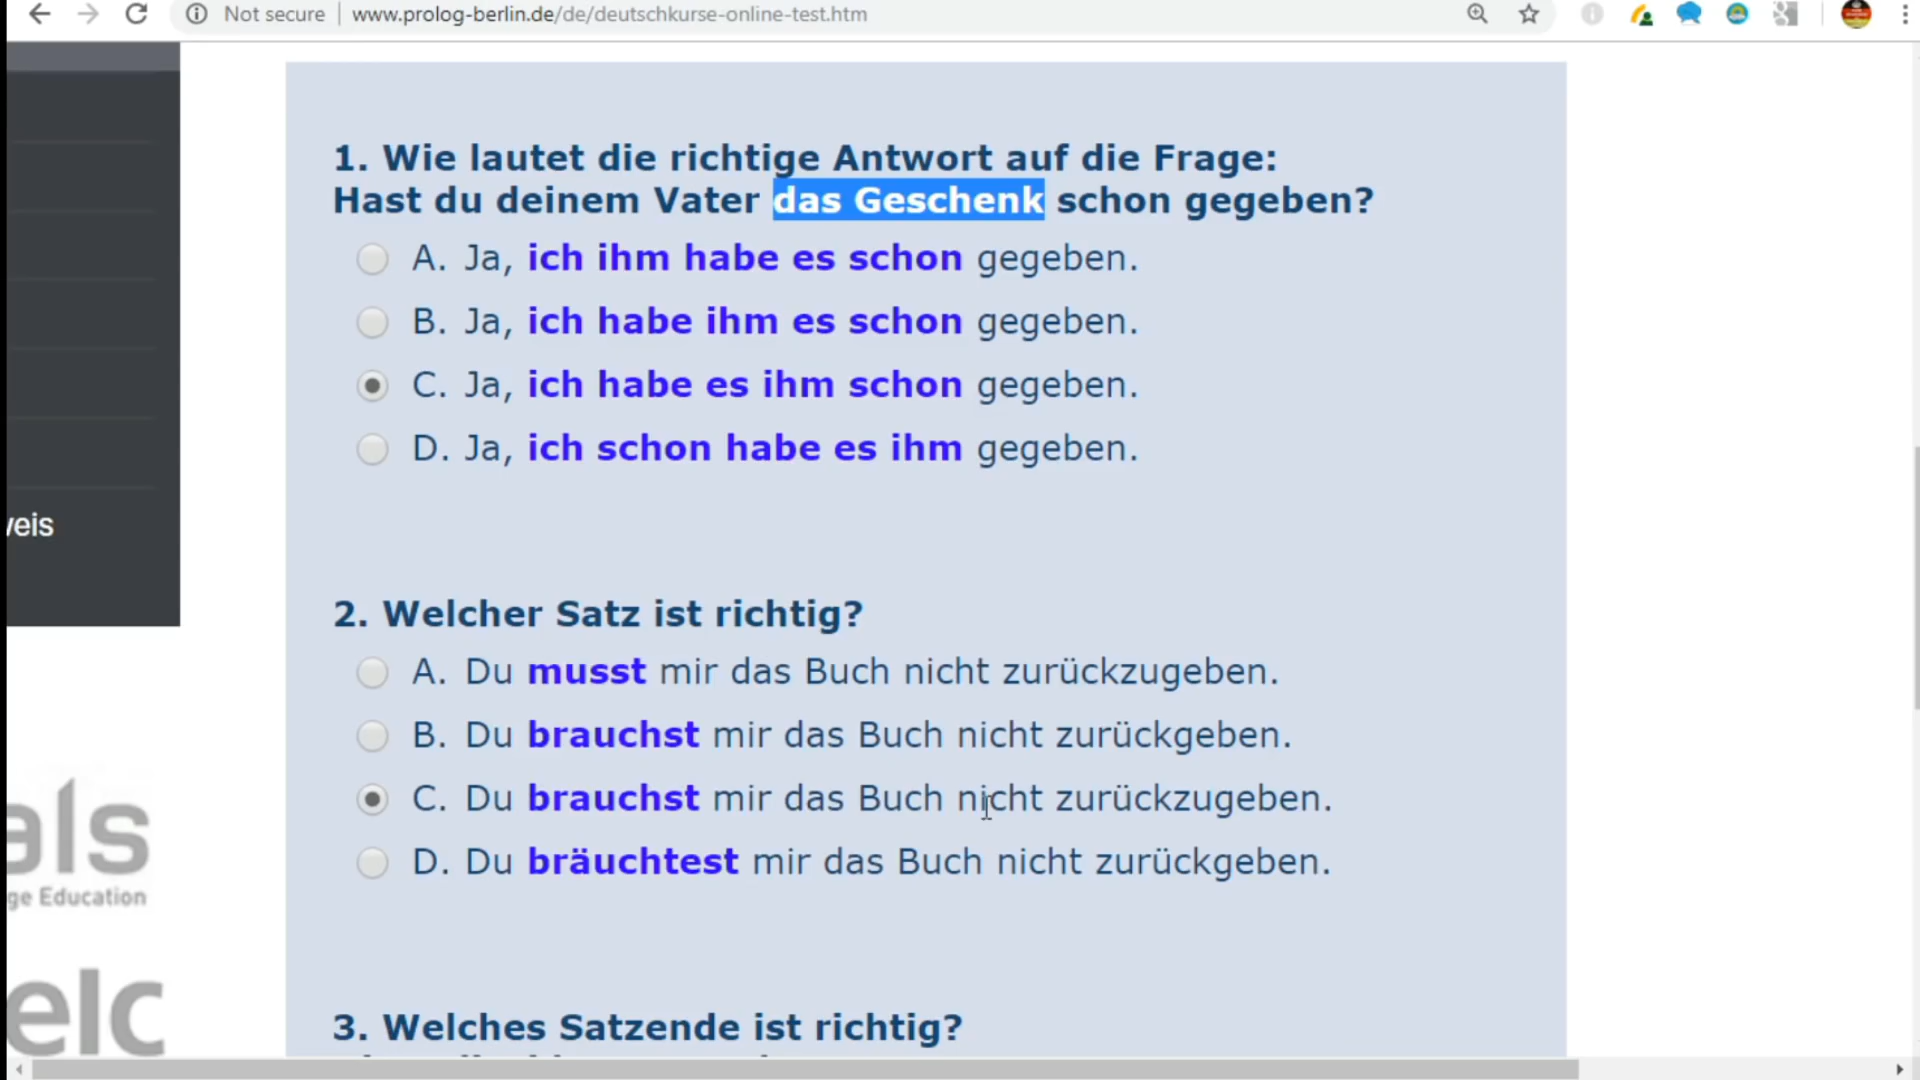 Not secure | www.prolog-berlin.de/de/deutschkurse-online-test.htm
1. Wie lautet die richtige Antwort auf die Frage:
Hast du deinem Vater das Geschenk schon gegeben?
A. Ja, ich ihm habe es schon gegeben.
B. Ja, ich habe ihm es schon gegeben.
C. Ja, ich habe es ihm schon gegeben.
D. Ja, ich schon habe es ihm gegeben.
weis
2. Welcher Satz ist richtig?
A. Du musst mir das Buch nicht zurückzugeben.
B. Du brauchst mir das Buch nicht zurückgeben.
C. Du brauchst mir das Buch nicht zurückzugeben.
D. Du bräuchtest mir das Buch nicht zurückgeben.
als
ge Education
elc
3. Welches Satzende ist richtig?